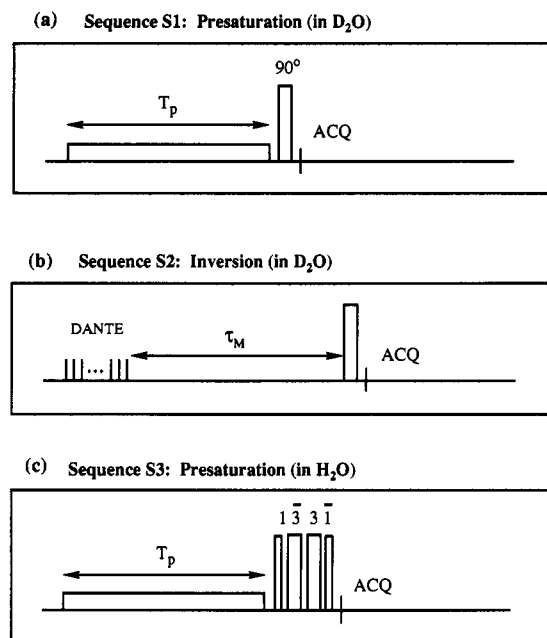 (a) Sequence S1: Presaturation (in D₂O)
90°
Tₚ
ACQ
(b) Sequence S2: Inversion (in D₂O)
DANTE
...
τ_M
ACQ
(c) Sequence S3: Presaturation (in H₂O)
1 3̄ 3 1̄
Tₚ
ACQ